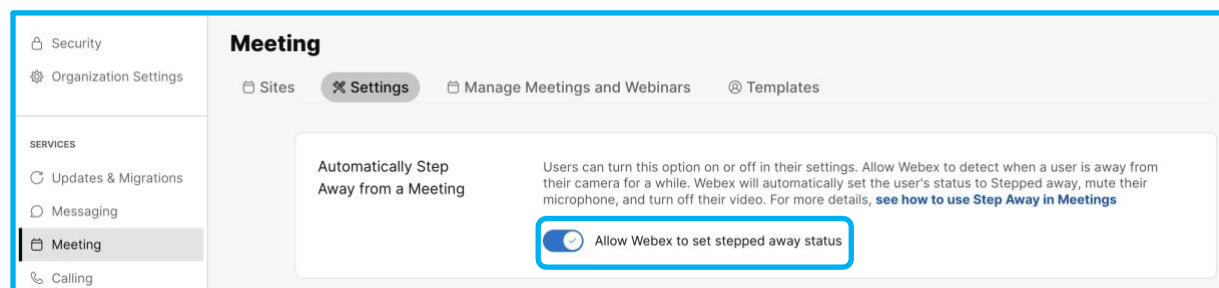 Security
Organization Settings
SERVICES
Updates & Migrations
Messaging
Meeting
Calling
Meeting
Sites
Settings
Manage Meetings and Webinars
Templates
Automatically Step
Away from a Meeting
Users can turn this option on or off in their settings. Allow Webex to detect when a user is away from
their camera for a while. Webex will automatically set the user's status to Stepped away, mute their
microphone, and turn off their video. For more details, see how to use Step Away in Meetings
Allow Webex to set stepped away status